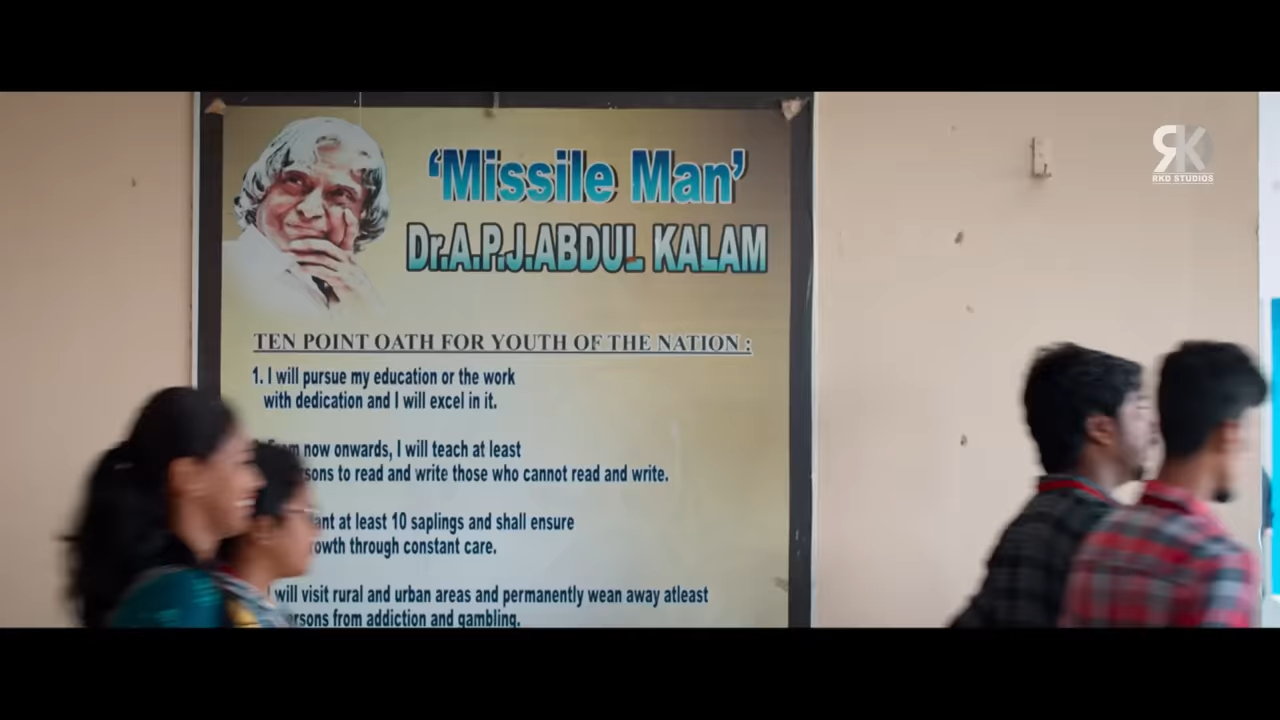 'Missile Man'
Dr.A.P.J.ABDUL KALAM
TEN POINT OATH FOR YOUTH OF THE NATION :
1. I will pursue my education or the work
with dedication and I will excel in it.
now onwards, I will teach at least
to read and write those who cannot read and write.
at least 10 saplings and shall ensure
through constant care.
will visit rural and urban areas and permanently wean away atleast
from addiction and gambling.
RK
RKD STUDIOS